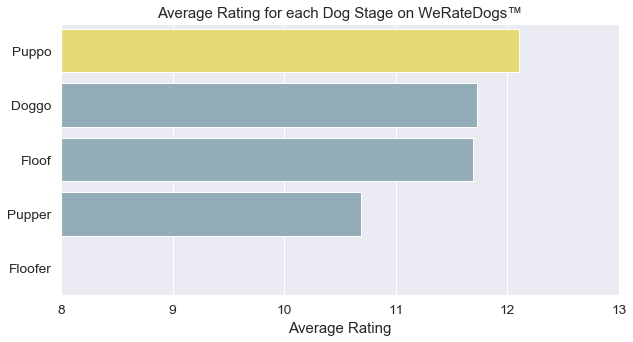 Average Rating for each Dog Stage on WeRateDogs™
Puppo
Doggo
Floof
Pupper
Floofer
8 9 10 11 12 13
Average Rating